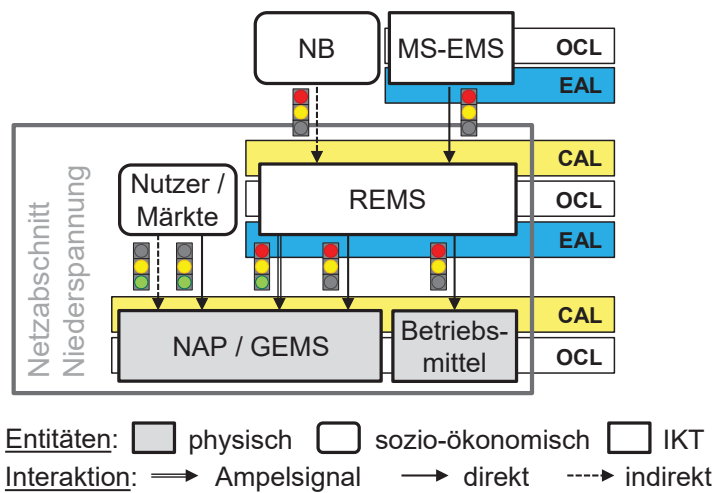 NB
MS-EMS
OCL
EAL
CAL
Nutzer /
Märkte
REMS
OCL
EAL
Netzabschnitt
Niederspannung
CAL
NAP / GEMS
Betriebs-
mittel
OCL
Entitäten: physisch sozio-ökonomisch IKT
Interaktion: Ampelsignal direkt indirekt